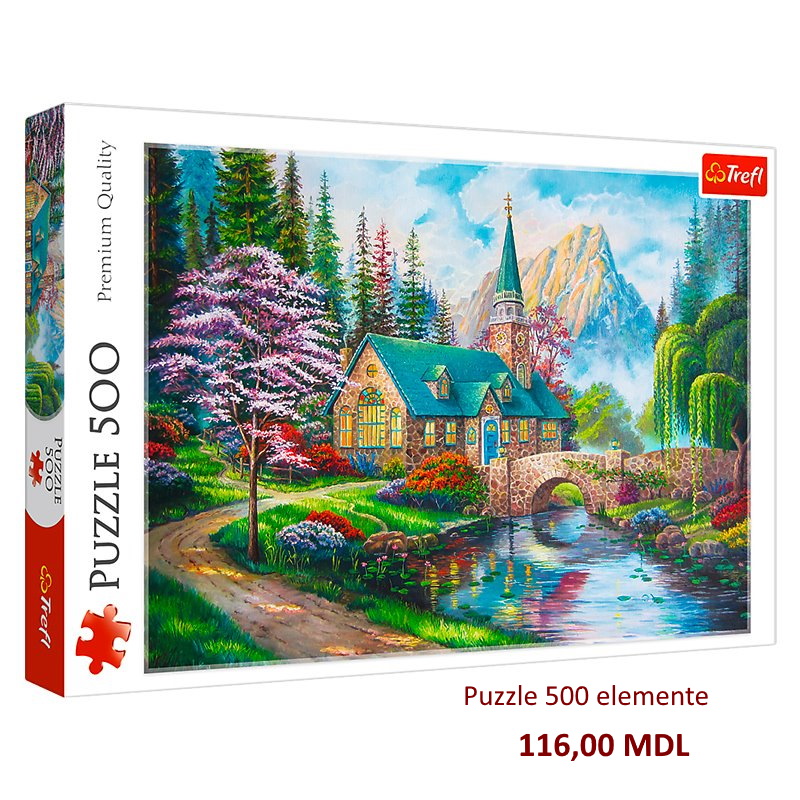 Trefl
Premium Quality
PUZZLE 500
PUZZLE
500
Trefl
Puzzle 500 elemente
116,00 MDL